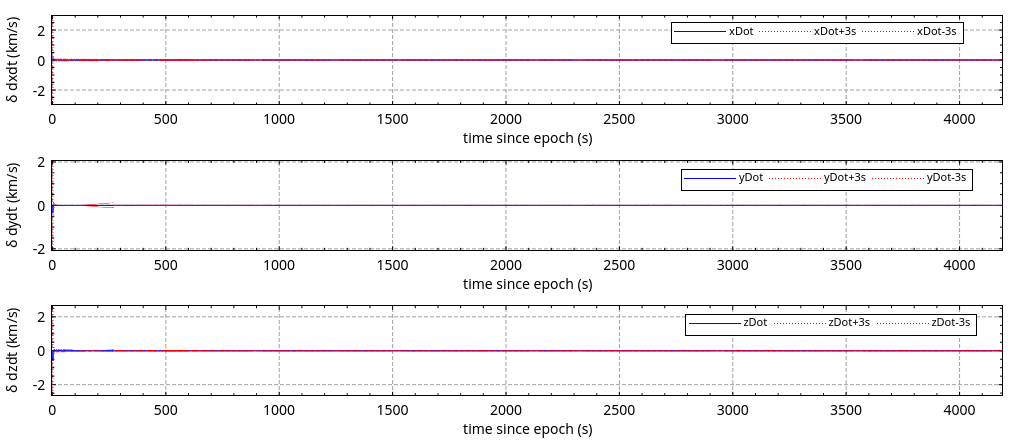 δ dxdt (km/s)
2
0
-2
xDot xDot+3s xDot-3s
0 500 1000 1500 2000 2500 3000 3500 4000
time since epoch (s)
δ dydt (km/s)
2
0
-2
yDot yDot+3s yDot-3s
0 500 1000 1500 2000 2500 3000 3500 4000
time since epoch (s)
δ dzdt (km/s)
2
0
-2
zDot zDot+3s zDot-3s
0 500 1000 1500 2000 2500 3000 3500 4000
time since epoch (s)